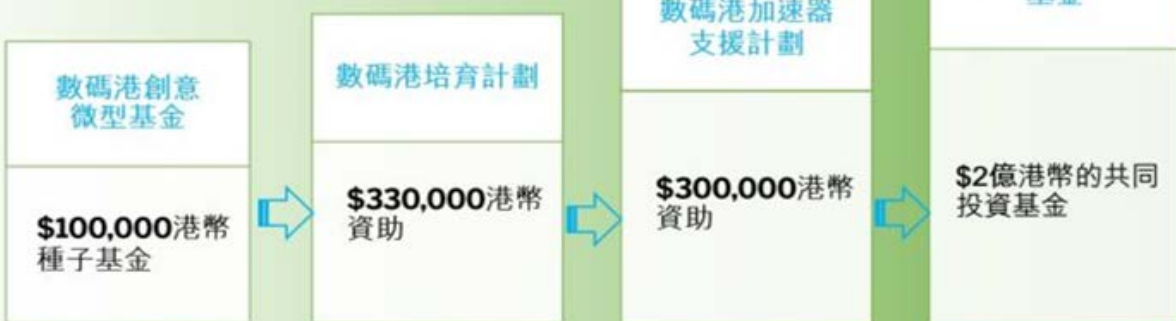 數碼港創意
微型基金
$100,000港幣
種子基金
數碼港培育計劃
$330,000港幣
資助
數碼港加速器
支援計劃
$300,000港幣
資助
基金
$2億港幣的共同
投資基金